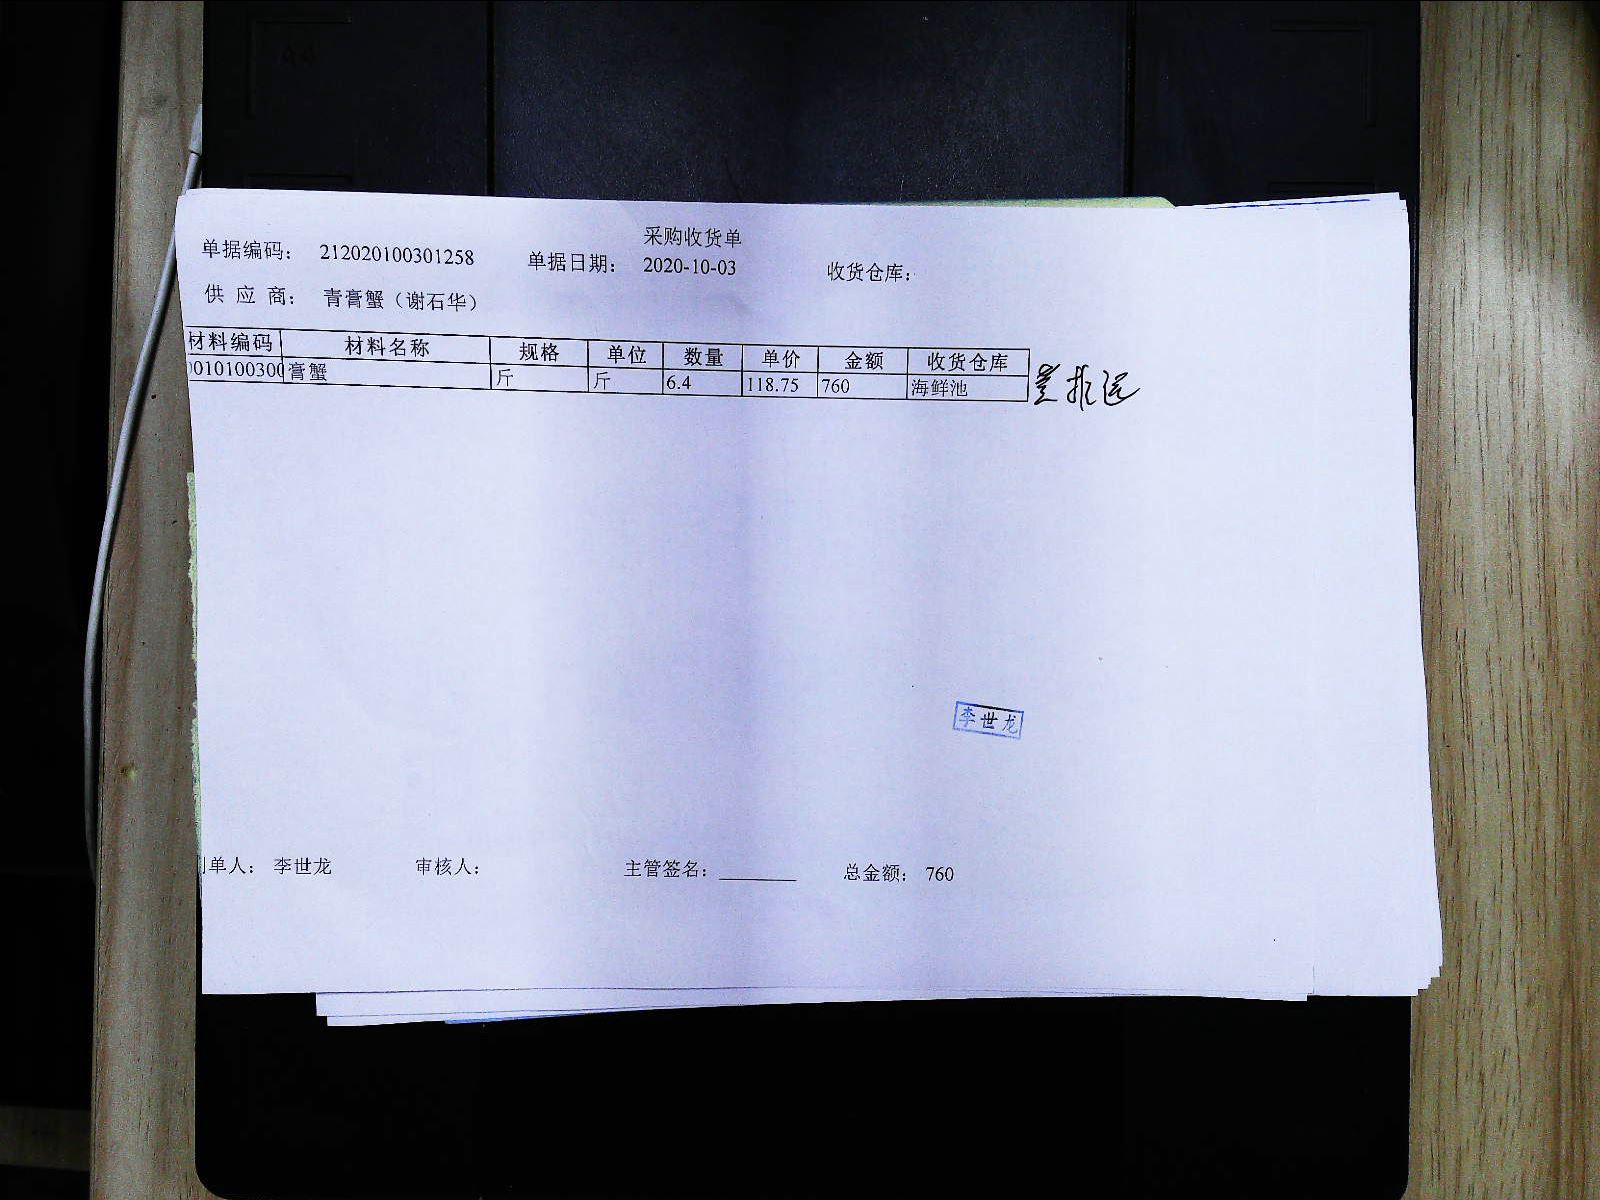 采购收货单
单据编码： 212020100301258 单据日期： 2020-10-03 收货仓库：
供 应 商： 青膏蟹（谢石华）
材料编码 材料名称 规格 单位 数量 单价 金额 收货仓库
010100300 膏蟹 斤 斤 6.4 118.75 760 海鲜池
李世龙
单人： 李世龙 审核人： 主管签名： 总金额： 760